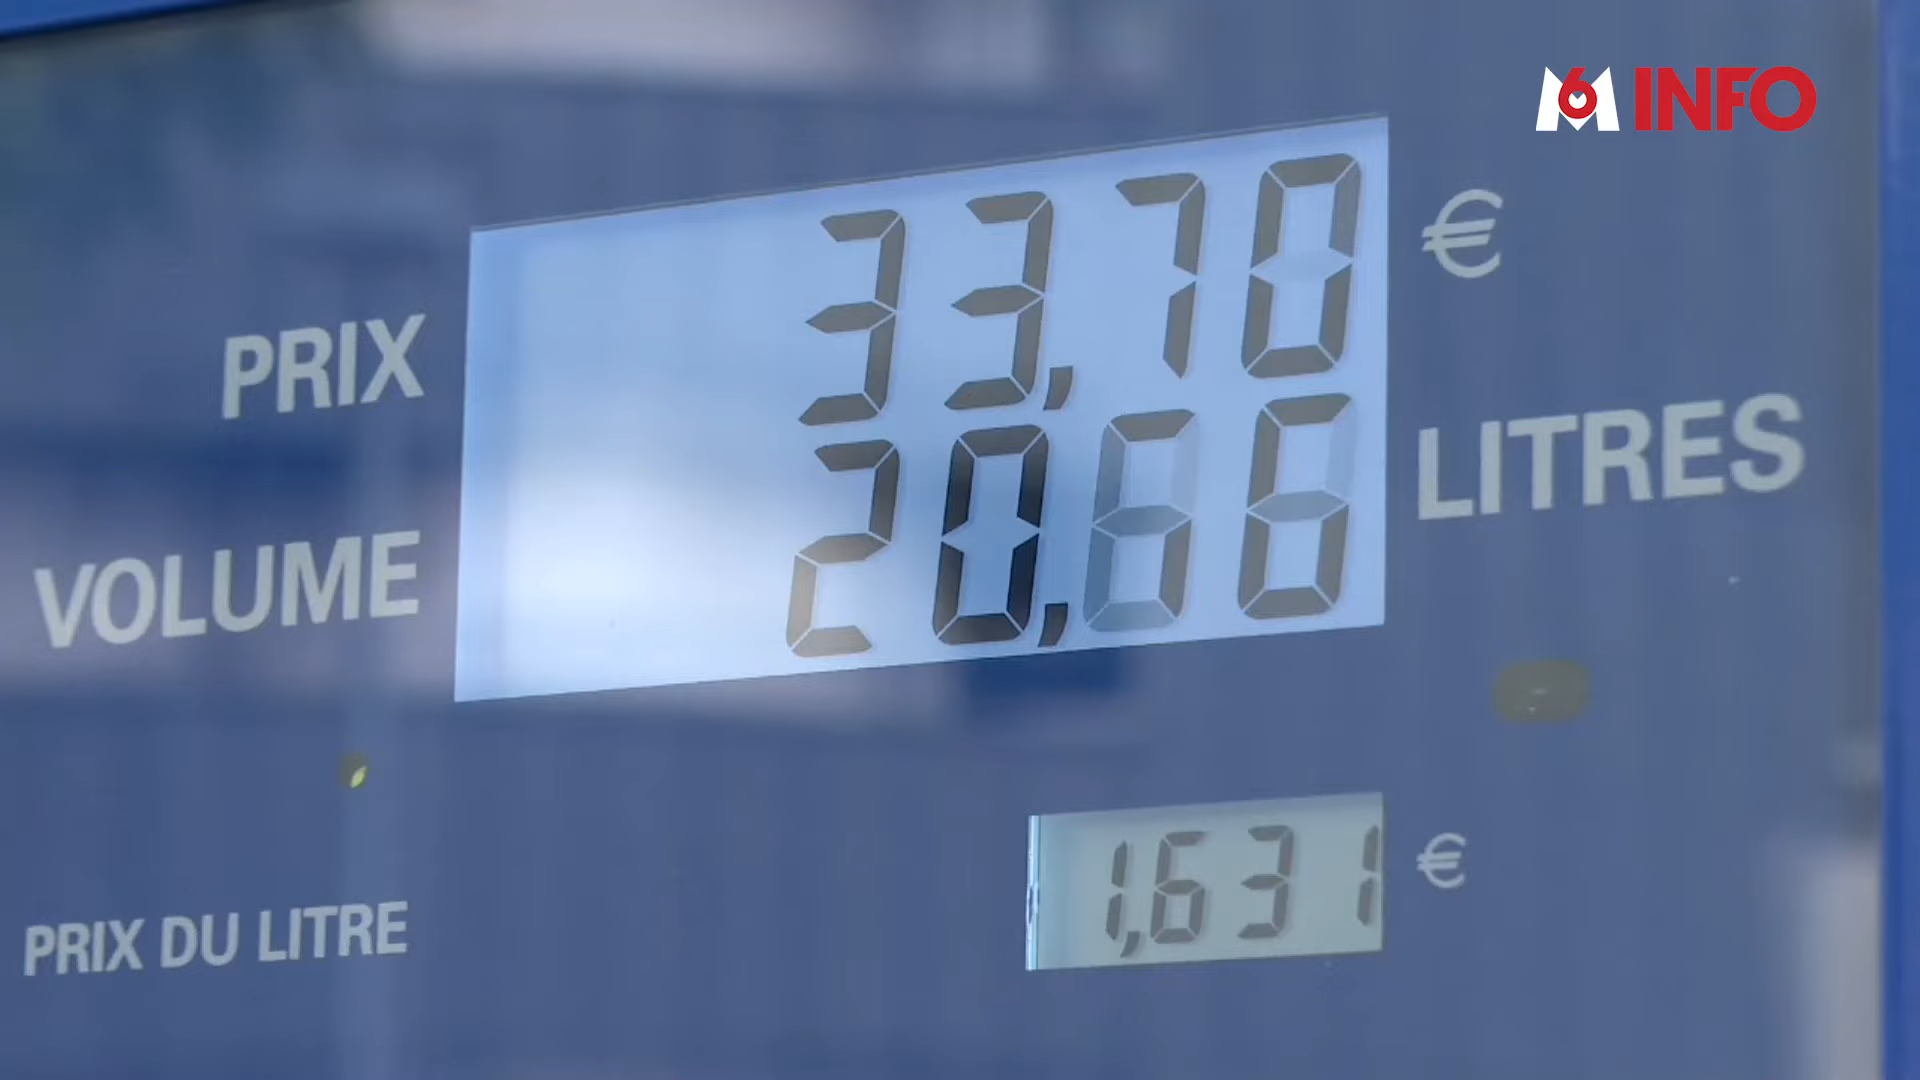 M6 INFO
PRIX 33,70 €
VOLUME 20,66 LITRES
PRIX DU LITRE 1,631 €